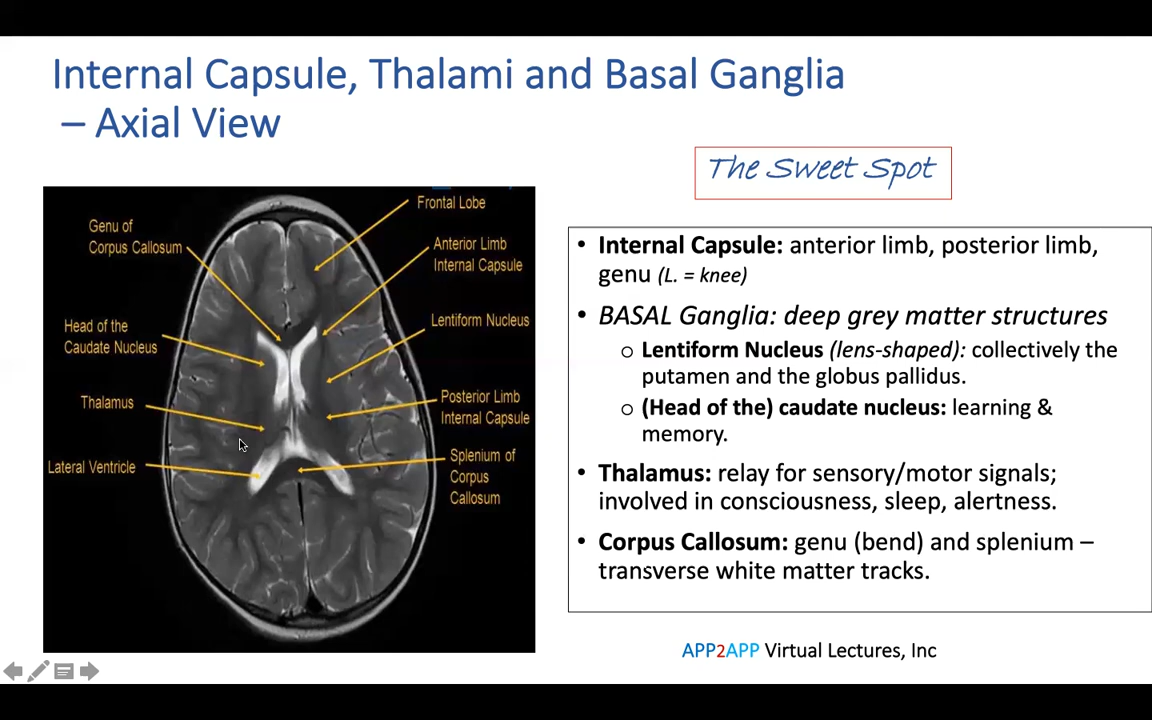 Internal Capsule, Thalami and Basal Ganglia
– Axial View
The Sweet Spot
Frontal Lobe
Genu of
Corpus Callosum
Anterior Limb
Internal Capsule
Head of the
Caudate Nucleus
Lentiform Nucleus
Thalamus
Posterior Limb
Internal Capsule
Lateral Ventricle
Splenium of
Corpus
Callosum
• Internal Capsule: anterior limb, posterior limb,
genu (L. = knee)
• BASAL Ganglia: deep grey matter structures
o Lentiform Nucleus (lens-shaped): collectively the
putamen and the globus pallidus.
o (Head of the) caudate nucleus: learning &
memory.
• Thalamus: relay for sensory/motor signals;
involved in consciousness, sleep, alertness.
• Corpus Callosum: genu (bend) and splenium –
transverse white matter tracks.
APP2APP Virtual Lectures, Inc